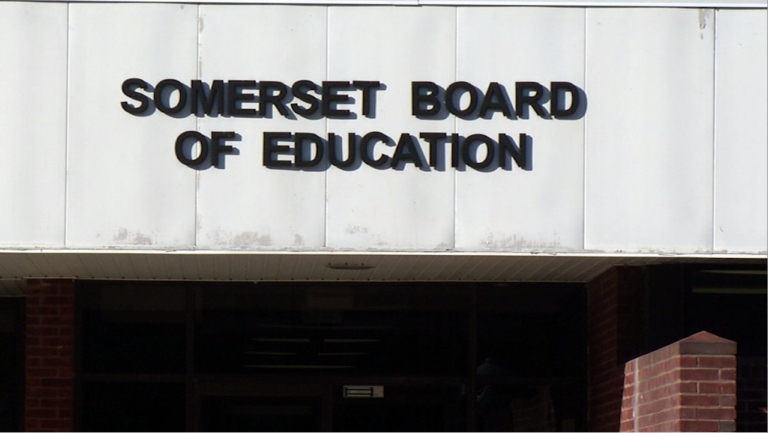 SOMERSET BOARD
OF EDUCATION